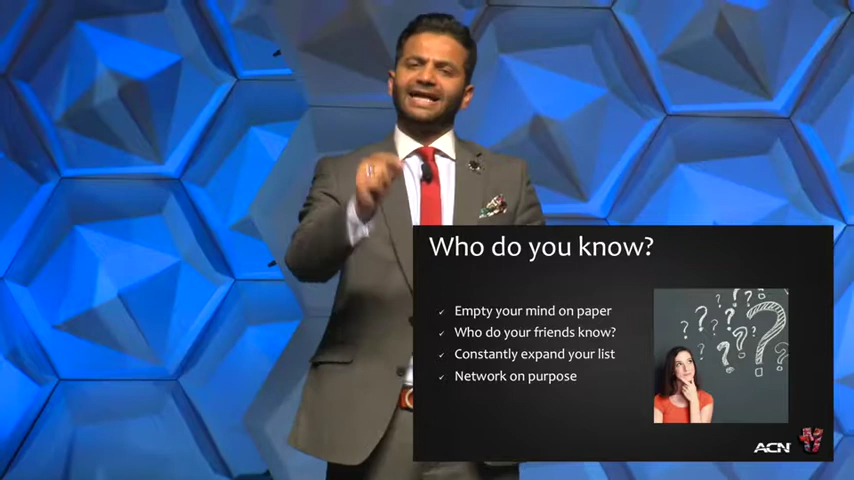 Who do you know?
Empty your mind on paper
Who do your friends know?
Constantly expand your list
Network on purpose
ACN